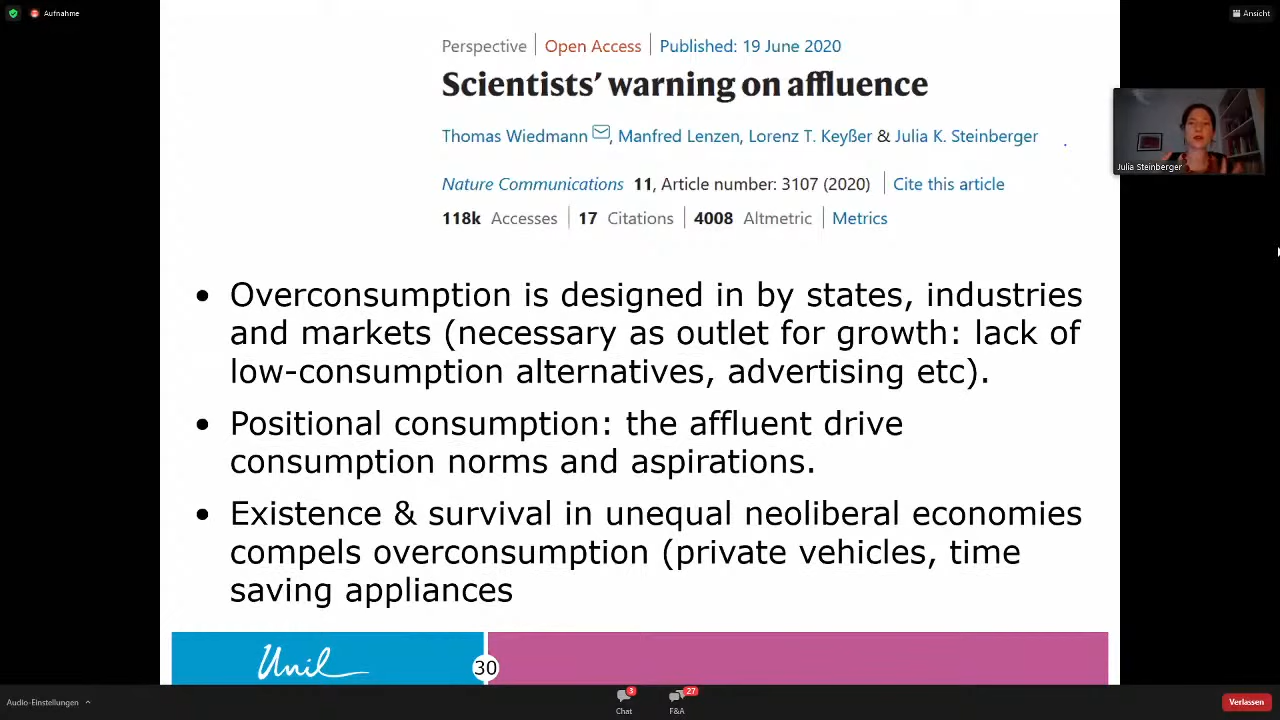 Aufnahme
Ansicht
Perspective | Open Access | Published: 19 June 2020
Scientists’ warning on affluence
Thomas Wiedmann, Manfred Lenzen, Lorenz T. Keyßer & Julia K. Steinberger
Nature Communications 11, Article number: 3107 (2020) | Cite this article
118k Accesses | 17 Citations | 4008 Altmetric | Metrics
Julia Steinberger
• Overconsumption is designed in by states, industries
and markets (necessary as outlet for growth: lack of
low-consumption alternatives, advertising etc).
• Positional consumption: the affluent drive
consumption norms and aspirations.
• Existence & survival in unequal neoliberal economies
compels overconsumption (private vehicles, time
saving appliances
Unil
30
Audio-Einstellungen
3
Chat
27
F&A
Verlassen